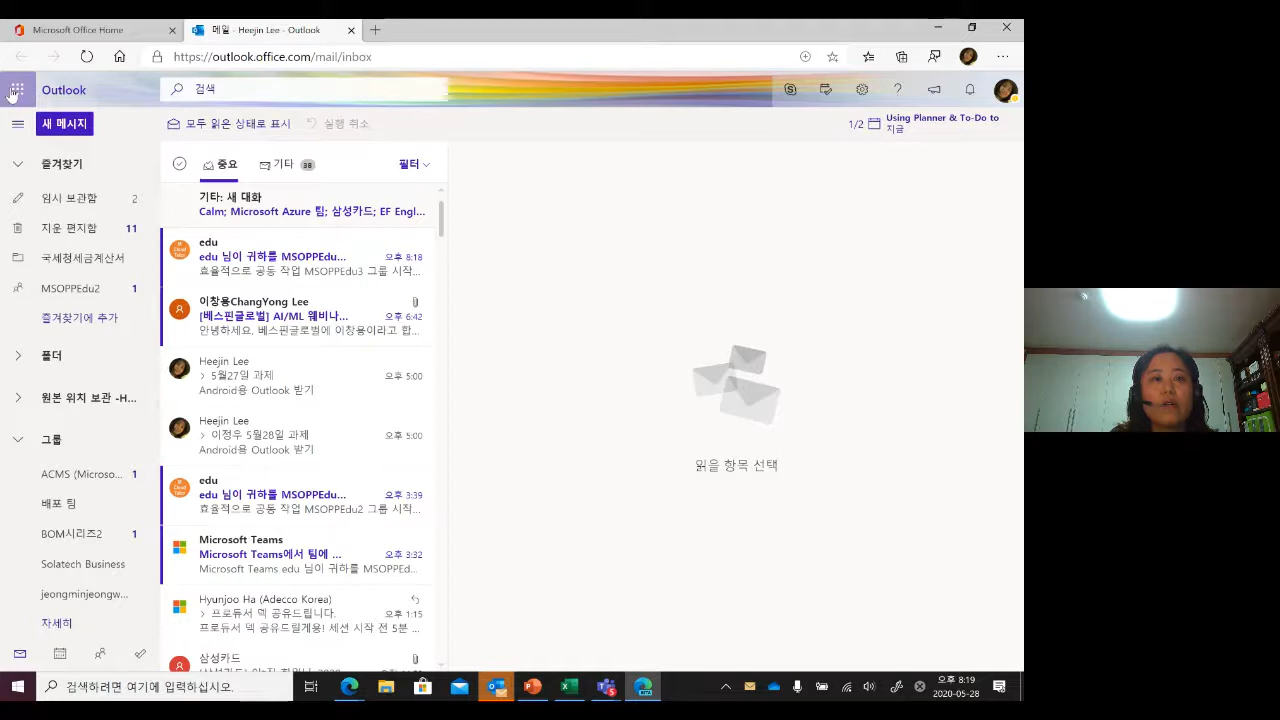 Microsoft Office Home
메일 - Heejin Lee - Outlook
https://outlook.office.com/mail/inbox
Outlook
검색
새 메시지
모두 읽은 상태로 표시
실행 취소
1/2
Using Planner & To-Do to
지금
즐겨찾기
임시 보관함 2
지운 편지함 11
국세청세금계산서
MSOPPEdu2 1
즐겨찾기에 추가
폴더
원본 위치 보관 -H...
그룹
ACMS (Microso... 1
배포 팀
BOM시리즈2 1
Solatech Business
jeongminjeongw...
자세히
중요
기타 38
필터
기타: 새 대화
Calm; Microsoft Azure 팀; 삼성카드; EF Engl...
edu
edu 님이 귀하를 MSOPPEdu... 오후 8:18
효율적으로 공동 작업 MSOPPEdu3 그룹 시작...
이창용ChangYong Lee
[베스핀글로벌] AI/ML 웨비나... 오후 6:42
안녕하세요. 베스핀글로벌에 이창용이라고 합...
Heejin Lee
> 5월27일 과제 오후 5:00
Android용 Outlook 받기
Heejin Lee
> 이정우 5월28일 과제 오후 5:00
Android용 Outlook 받기
edu
edu 님이 귀하를 MSOPPEdu... 오후 3:39
효율적으로 공동 작업 MSOPPEdu2 그룹 시작...
Microsoft Teams
Microsoft Teams에서 팀에 ... 오후 3:32
Microsoft Teams edu 님이 귀하를 MSOPPEd...
Hyunjoo Ha (Adecco Korea)
> 프로듀서 덱 공유드립니다. 오후 1:15
프로듀서 덱 공유드릴게용! 세션 시작 전 5분 ...
삼성카드
읽을 항목 선택
검색하려면 여기에 입력하십시오.
오후 8:19
2020-05-28